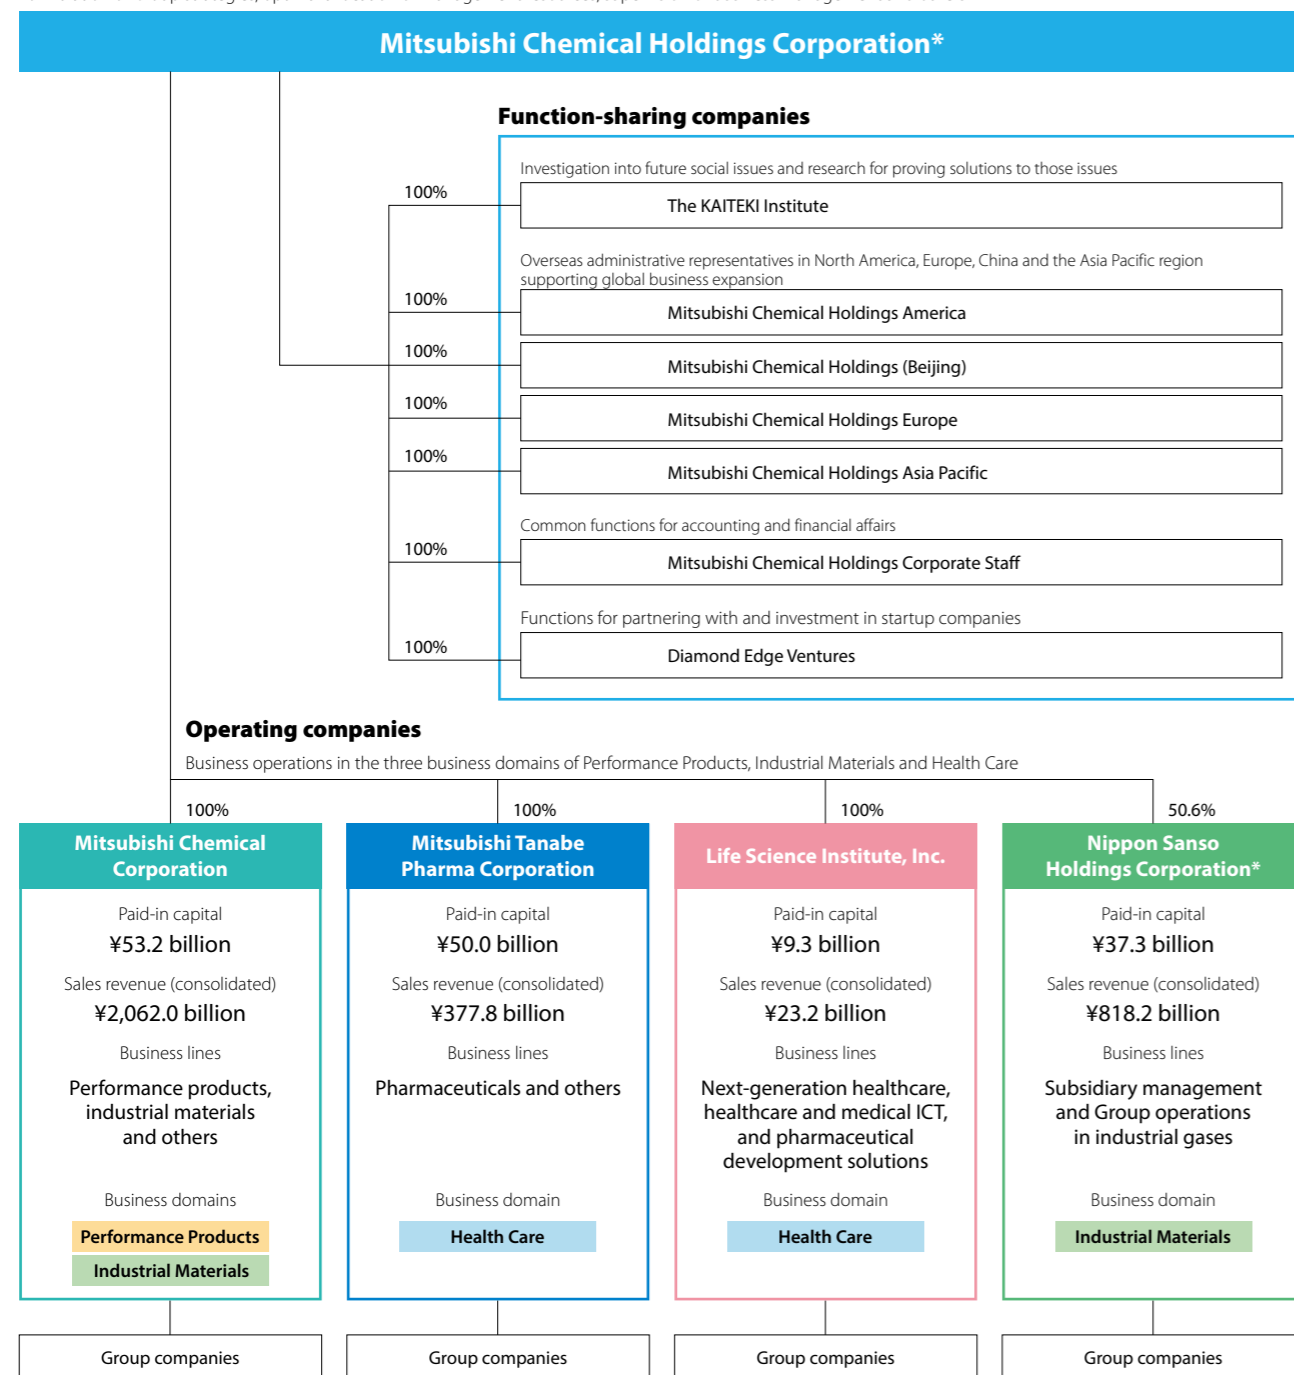 Mitsubishi Chemical Holdings Corporation*
Function-sharing companies
Investigation into future social issues and research for proving solutions to those issues
100%
The KAITEKI Institute
Overseas administrative representatives in North America, Europe, China and the Asia Pacific region
supporting global business expansion
100%
Mitsubishi Chemical Holdings America
100%
Mitsubishi Chemical Holdings (Beijing)
100%
Mitsubishi Chemical Holdings Europe
100%
Mitsubishi Chemical Holdings Asia Pacific
Common functions for accounting and financial affairs
100%
Mitsubishi Chemical Holdings Corporate Staff
Functions for partnering with and investment in startup companies
100%
Diamond Edge Ventures
Operating companies
Business operations in the three business domains of Performance Products, Industrial Materials and Health Care
100%
Mitsubishi Chemical
Corporation
Paid-in capital
¥53.2 billion
Sales revenue (consolidated)
¥2,062.0 billion
Business lines
Performance products,
industrial materials
and others
Business domains
Performance Products
Industrial Materials
Group companies
100%
Mitsubishi Tanabe
Pharma Corporation
Paid-in capital
¥50.0 billion
Sales revenue (consolidated)
¥377.8 billion
Business lines
Pharmaceuticals and others
Business domain
Health Care
Group companies
100%
Life Science Institute, Inc.
Paid-in capital
¥9.3 billion
Sales revenue (consolidated)
¥23.2 billion
Business lines
Next-generation healthcare,
healthcare and medical ICT,
and pharmaceutical
development solutions
Business domain
Health Care
Group companies
50.6%
Nippon Sanso
Holdings Corporation*
Paid-in capital
¥37.3 billion
Sales revenue (consolidated)
¥818.2 billion
Business lines
Subsidiary management
and Group operations
in industrial gases
Business domain
Industrial Materials
Group companies